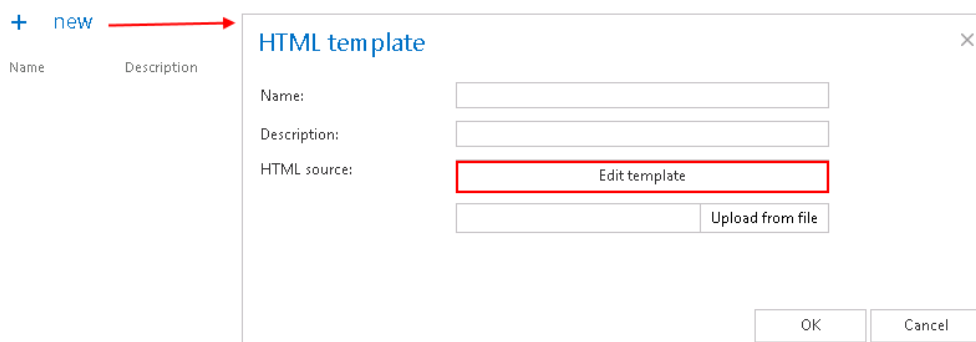 + new
HTML template
Name Description
Name:
Description:
HTML source: Edit template
Upload from file
OK Cancel